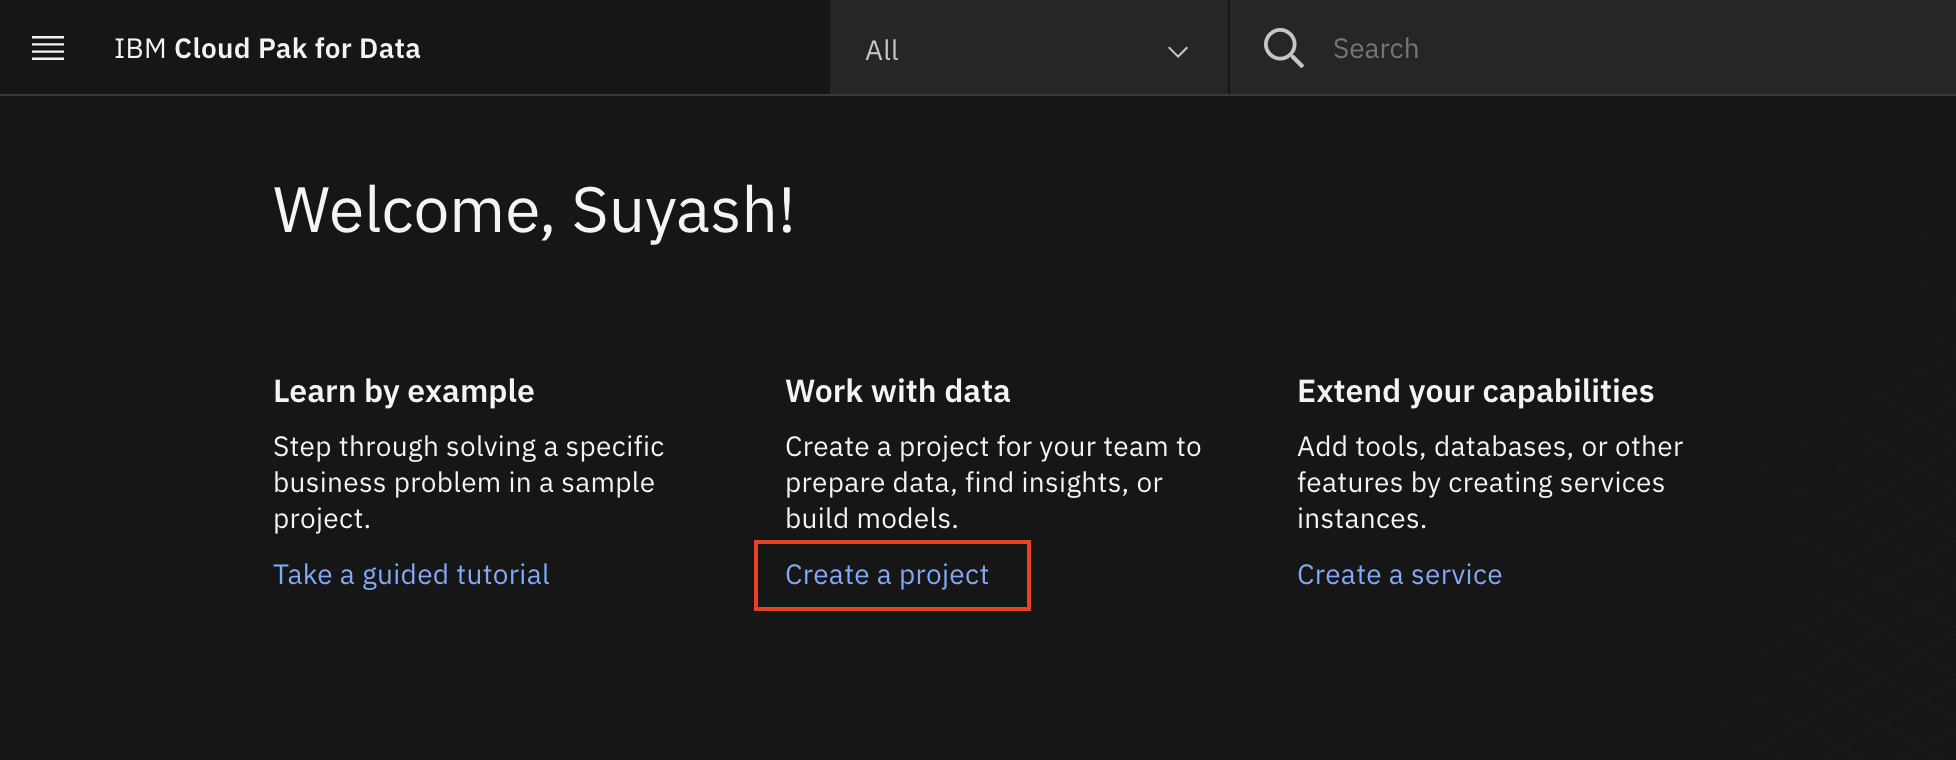 IBM Cloud Pak for Data
All
Search
Welcome, Suyash!
Learn by example
Step through solving a specific
business problem in a sample
project.
Take a guided tutorial
Work with data
Create a project for your team to
prepare data, find insights, or
build models.
Create a project
Extend your capabilities
Add tools, databases, or other
features by creating services
instances.
Create a service